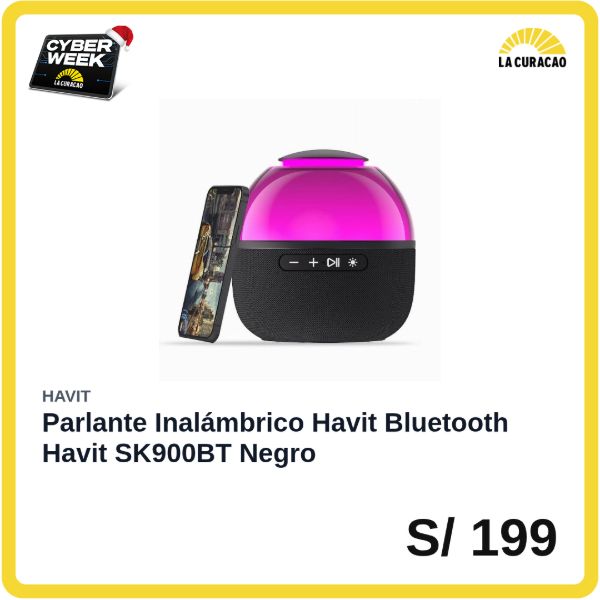 CYBER
WEEK
LA CURACAO
LA CURACAO
HAVIT
Parlante Inalámbrico Havit Bluetooth
Havit SK900BT Negro
S/ 199